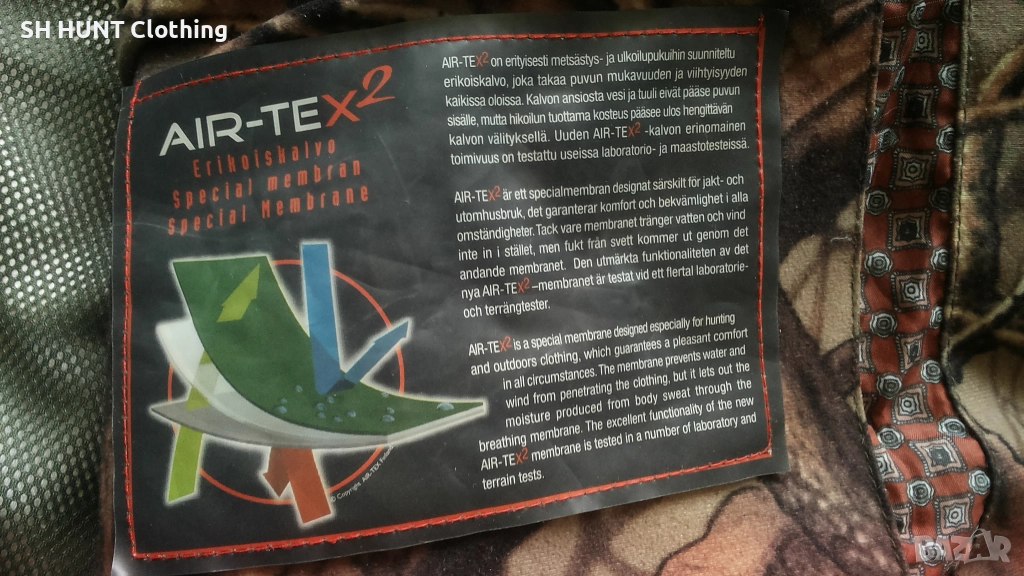 SH HUNT Clothing
AIR-TEX2
Erikoiskalvo
Special membran
Special Membrane
AIR-TEX2 on erityisesti metsästys- ja ulkoilupukuihin suunniteltu
erikoiskalvo, joka takaa puvun mukavuuden ja viihtyisyyden
kaikissa oloissa. Kalvon ansiosta vesi ja tuuli eivät pääse puvun
sisälle, mutta hikoilun tuottama kosteus pääsee ulos hengittävän
kalvon välityksellä. Uuden AIR-TEX2 -kalvon erinomainen
toimivuus on testattu useissa laboratorio- ja maastotesteissä.
AIR-TEX2 är ett specialmembran designat särskilt för jakt- och
utomhusbruk, det garanterar komfort och bekvämlighet i alla
omständigheter. Tack vare membranet tränger vatten och vind
inte in i stället, men fukt från svett kommer ut genom det
andande membranet. Den utmärkta funktionaliteten av det
nya AIR-TEX2 –membranet är testat vid ett flertal laboratorie-
och terrängtester.
AIR-TEX2 is a special membrane designed especially for hunting
and outdoors clothing, which guarantees a pleasant comfort
in all circumstances. The membrane prevents water and
wind from penetrating the clothing, but it lets out the
moisture produced from body sweat through the
breathing membrane. The excellent functionality of the new
AIR-TEX2 membrane is tested in a number of laboratory and
terrain tests.
Copyright AIR-TEX
BAZAR